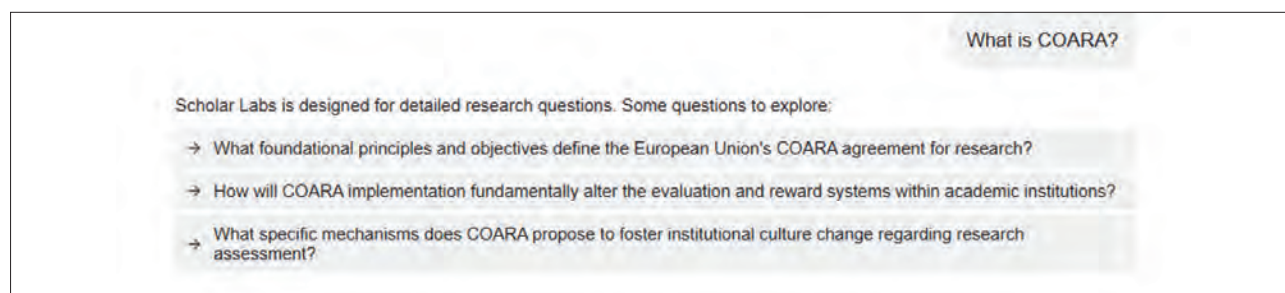 What is COARA?
Scholar Labs is designed for detailed research questions. Some questions to explore:
→ What foundational principles and objectives define the European Union's COARA agreement for research?
→ How will COARA implementation fundamentally alter the evaluation and reward systems within academic institutions?
→ What specific mechanisms does COARA propose to foster institutional culture change regarding research
assessment?